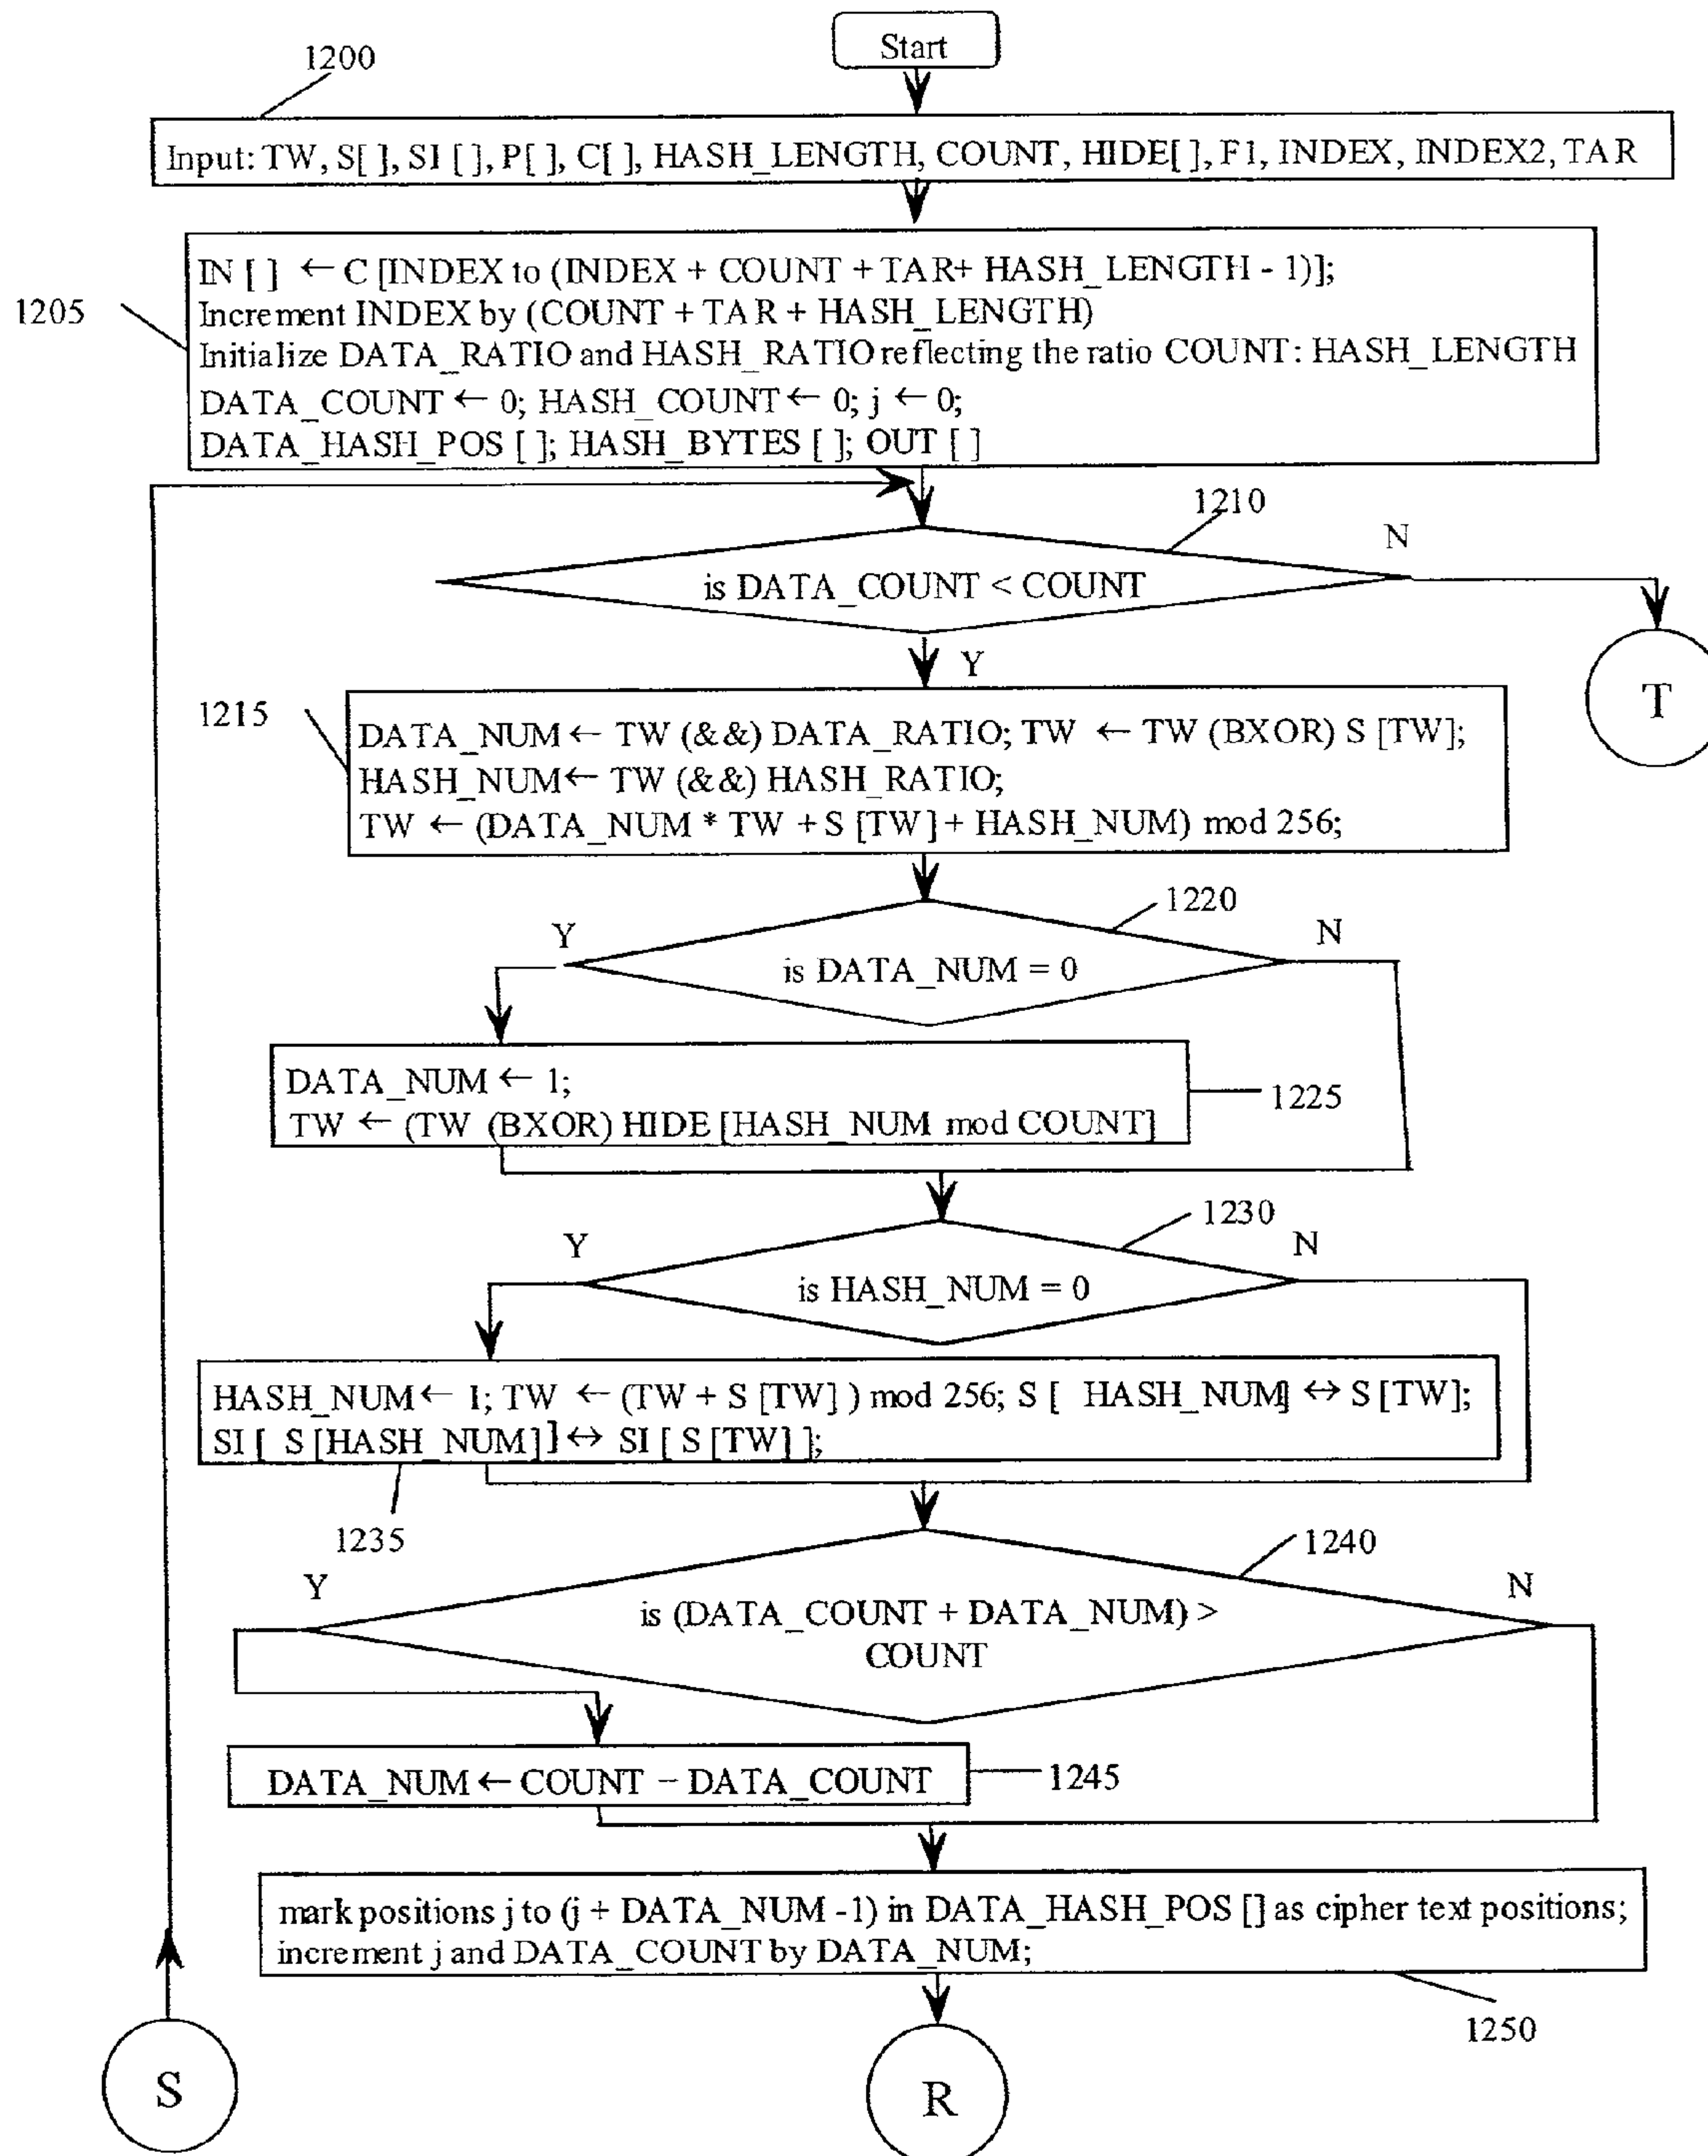 Start
1200
Input: TW, S[ ], SI [ ], P[ ], C[ ], HASH_LENGTH, COUNT, HIDE[ ], F1, INDEX, INDEX2, TAR
1205
IN [ ] ← C [INDEX to (INDEX + COUNT + TAR+ HASH_LENGTH - 1)];
Increment INDEX by (COUNT + TAR + HASH_LENGTH)
Initialize DATA_RATIO and HASH_RATIO reflecting the ratio COUNT: HASH_LENGTH
DATA_COUNT ← 0; HASH_COUNT ← 0; j ← 0;
DATA_HASH_POS [ ]; HASH_BYTES [ ]; OUT [ ]
1210
N
is DATA_COUNT < COUNT
Y
T
1215
DATA_NUM ← TW (&&) DATA_RATIO; TW ← TW (BXOR) S [TW];
HASH_NUM ← TW (&&) HASH_RATIO;
TW ← (DATA_NUM * TW + S [TW] + HASH_NUM) mod 256;
1220
Y
N
is DATA_NUM = 0
DATA_NUM ← 1;
TW ← (TW (BXOR) HIDE [HASH_NUM mod COUNT]
1225
1230
Y
N
is HASH_NUM = 0
HASH_NUM ← 1; TW ← (TW + S [TW] ) mod 256; S [ HASH_NUM] ↔ S [TW];
SI [ S [HASH_NUM]] ↔ SI [ S [TW] ];
1235
1240
Y
N
is (DATA_COUNT + DATA_NUM) >
COUNT
DATA_NUM ← COUNT – DATA_COUNT
1245
mark positions j to (j + DATA_NUM -1) in DATA_HASH_POS [] as cipher text positions;
increment j and DATA_COUNT by DATA_NUM;
1250
S
R